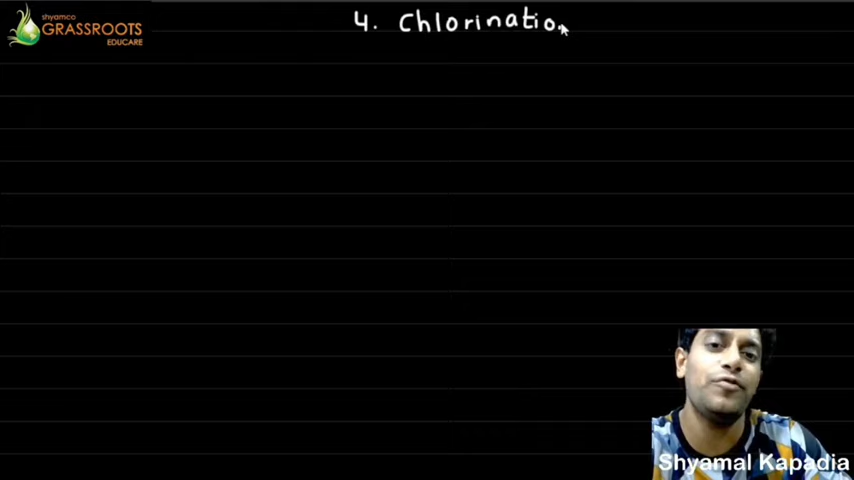 shyamco
GRASSROOTS
EDUCARE
4. Chlorinatio
Shyamal Kapadia